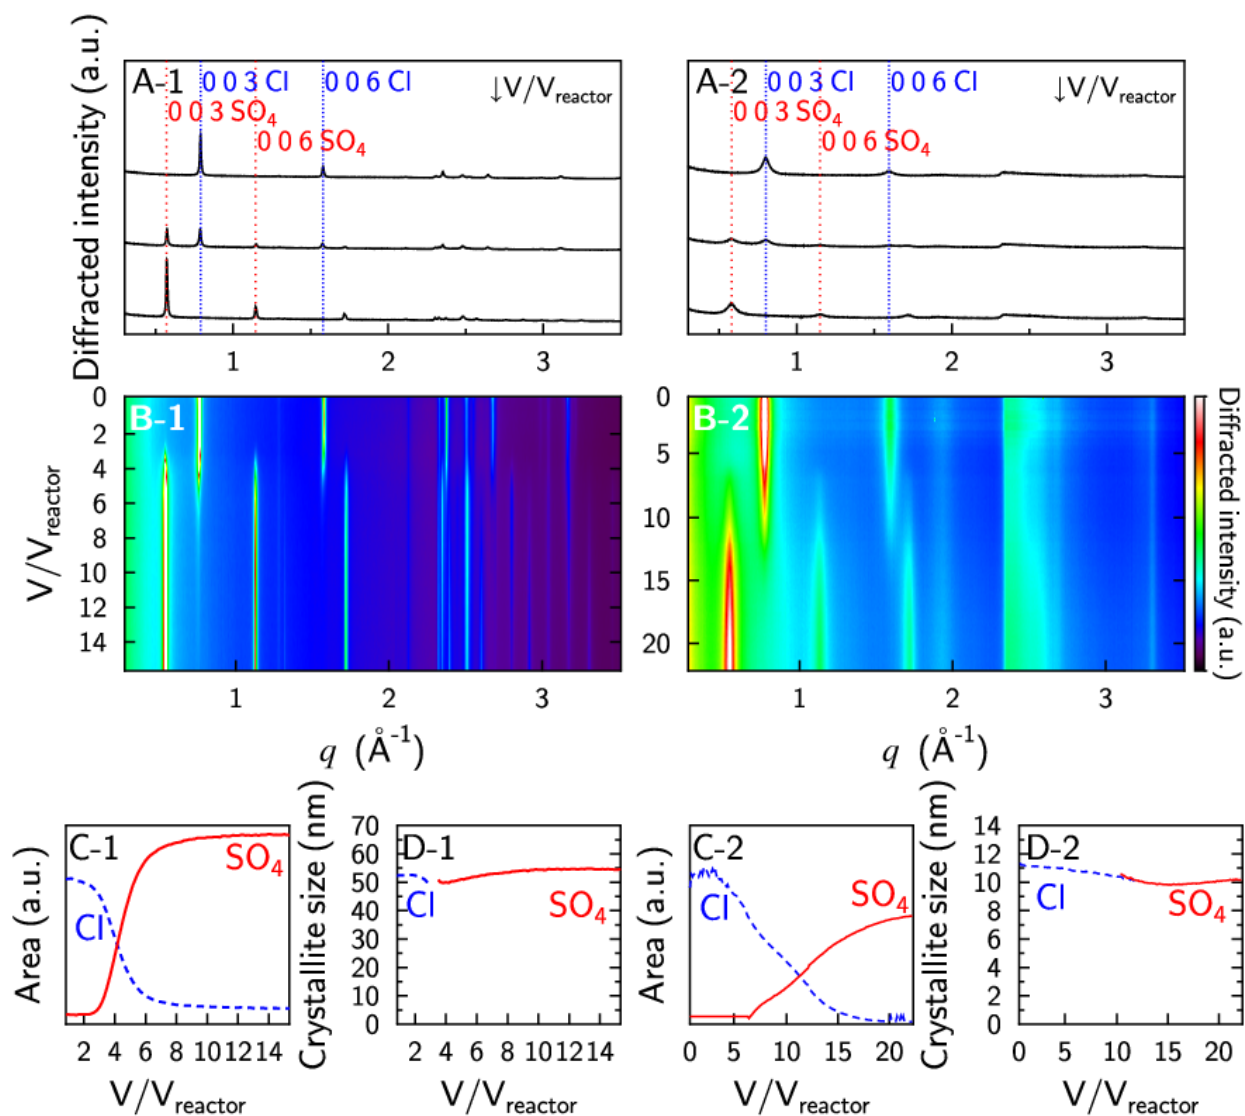 Diffracted intensity (a.u.)
A-1
0 0 3 Cl
0 0 6 Cl
↓V/Vreactor
0 0 3 SO4
0 0 6 SO4
1 2 3
A-2
0 0 3 Cl
0 0 6 Cl
↓V/Vreactor
0 0 3 SO4
0 0 6 SO4
1 2 3
V/Vreactor
0
2
4
6
8
10
12
14
B-1
1 2 3
q (Å-1)
0
5
10
15
20
B-2
1 2 3
q (Å-1)
Diffracted intensity (a.u.)
Area (a.u.)
C-1
SO4
Cl
2 4 6 8 10 12 14
V/Vreactor
Crystallite size (nm)
70
60
50
40
30
20
10
0
D-1
Cl
SO4
0 2 4 6 8 10 12 14
V/Vreactor
Area (a.u.)
C-2
Cl
SO4
0 5 10 15 20
V/Vreactor
Crystallite size (nm)
14
12
10
8
6
4
2
0
D-2
Cl
SO4
0 5 10 15 20
V/Vreactor